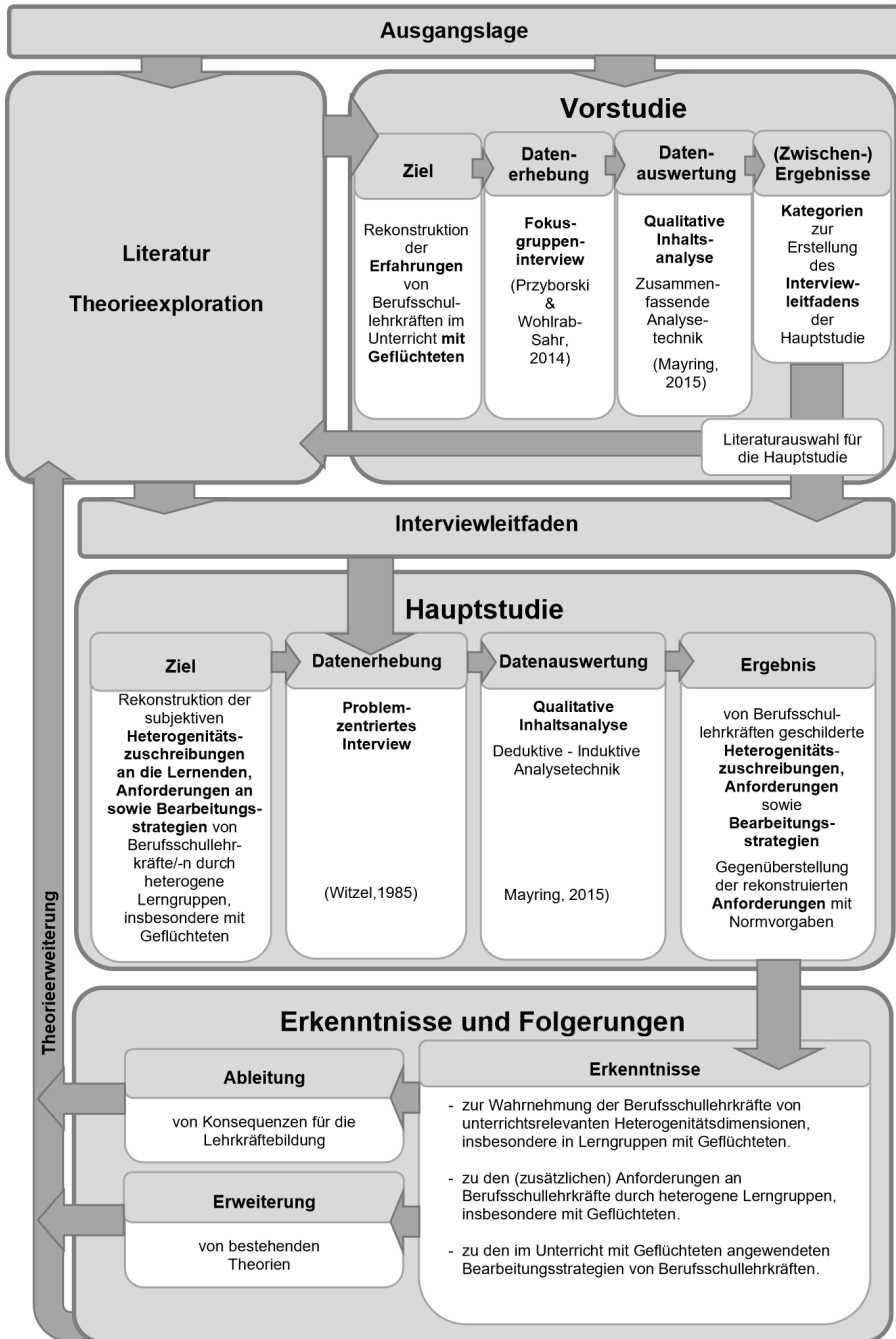 Ausgangslage
Literatur
Theorieexploration
Vorstudie
Ziel
Rekonstruktion
der
Erfahrungen
von
Berufsschul-
lehrkräften im
Unterricht mit
Geflüchteten
Daten-
erhebung
Fokus-
gruppen-
interview
(Przyborski
&
Wohlrab-
Sahr,
2014)
Daten-
auswertung
Qualitative
Inhalts-
analyse
Zusammen-
fassende
Analyse-
technik
(Mayring,
2015)
(Zwischen-)
Ergebnisse
Kategorien
zur
Erstellung
des
Interview-
leitfadens
der
Hauptstudie
Literaturauswahl für
die Hauptstudie
Interviewleitfaden
Hauptstudie
Ziel
Rekonstruktion der
subjektiven
Heterogenitäts-
zuschreibungen
an die Lernenden,
Anforderungen an
sowie Bearbeitungs-
strategien von
Berufsschullehr-
kräfte/-n durch
heterogene
Lerngruppen,
insbesondere mit
Geflüchteten
Datenerhebung
Problem-
zentriertes
Interview
(Witzel,1985)
Datenauswertung
Qualitative
Inhaltsanalyse
Deduktive - Induktive
Analysetechnik
Mayring, 2015)
Ergebnis
von Berufsschul-
lehrkräften geschilderte
Heterogenitäts-
zuschreibungen,
Anforderungen
sowie
Bearbeitungs-
strategien
Gegenüberstellung
der rekonstruierten
Anforderungen mit
Normvorgaben
Theorieerweiterung
Erkenntnisse und Folgerungen
Ableitung
von Konsequenzen für die
Lehrkräftebildung
Erweiterung
von bestehenden
Theorien
Erkenntnisse
- zur Wahrnehmung der Berufsschullehrkräfte von
unterrichtsrelevanten Heterogenitätsdimensionen,
insbesondere in Lerngruppen mit Geflüchteten.
- zu den (zusätzlichen) Anforderungen an
Berufsschullehrkräfte durch heterogene Lerngruppen,
insbesondere mit Geflüchteten.
- zu den im Unterricht mit Geflüchteten angewendeten
Bearbeitungsstrategien von Berufsschullehrkräften.